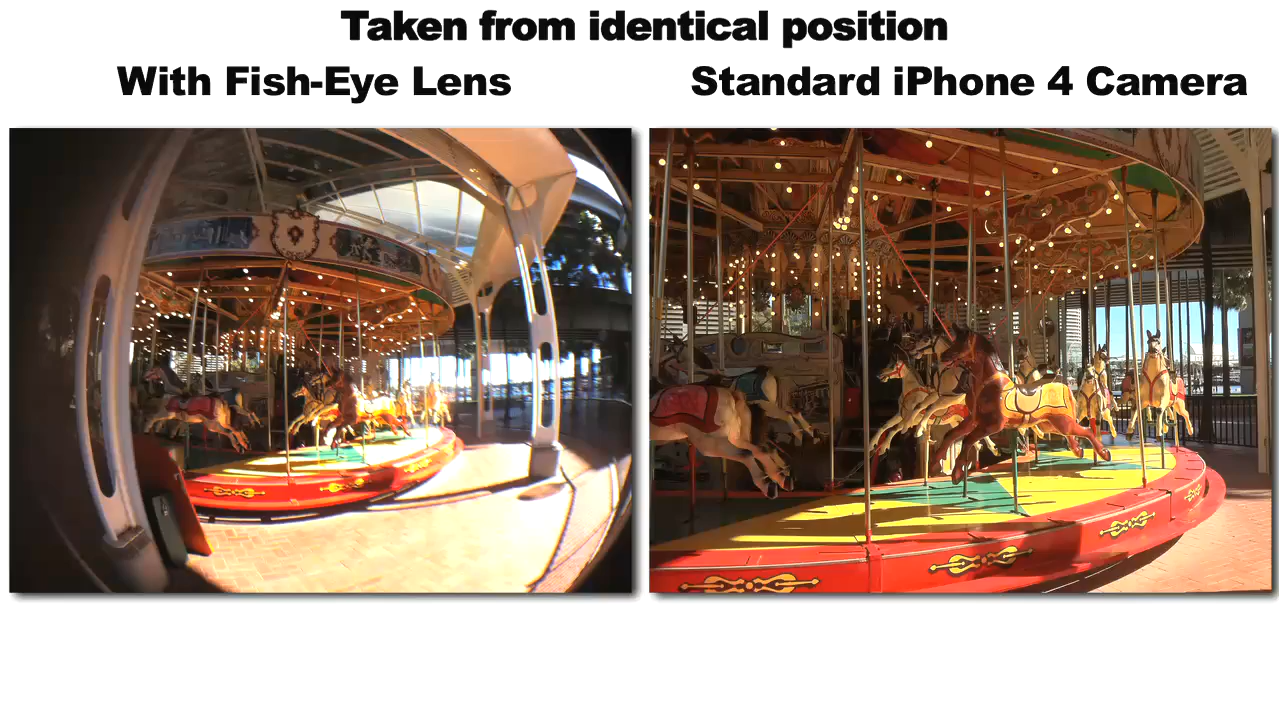 Taken from identical position
With Fish-Eye Lens
Standard iPhone 4 Camera